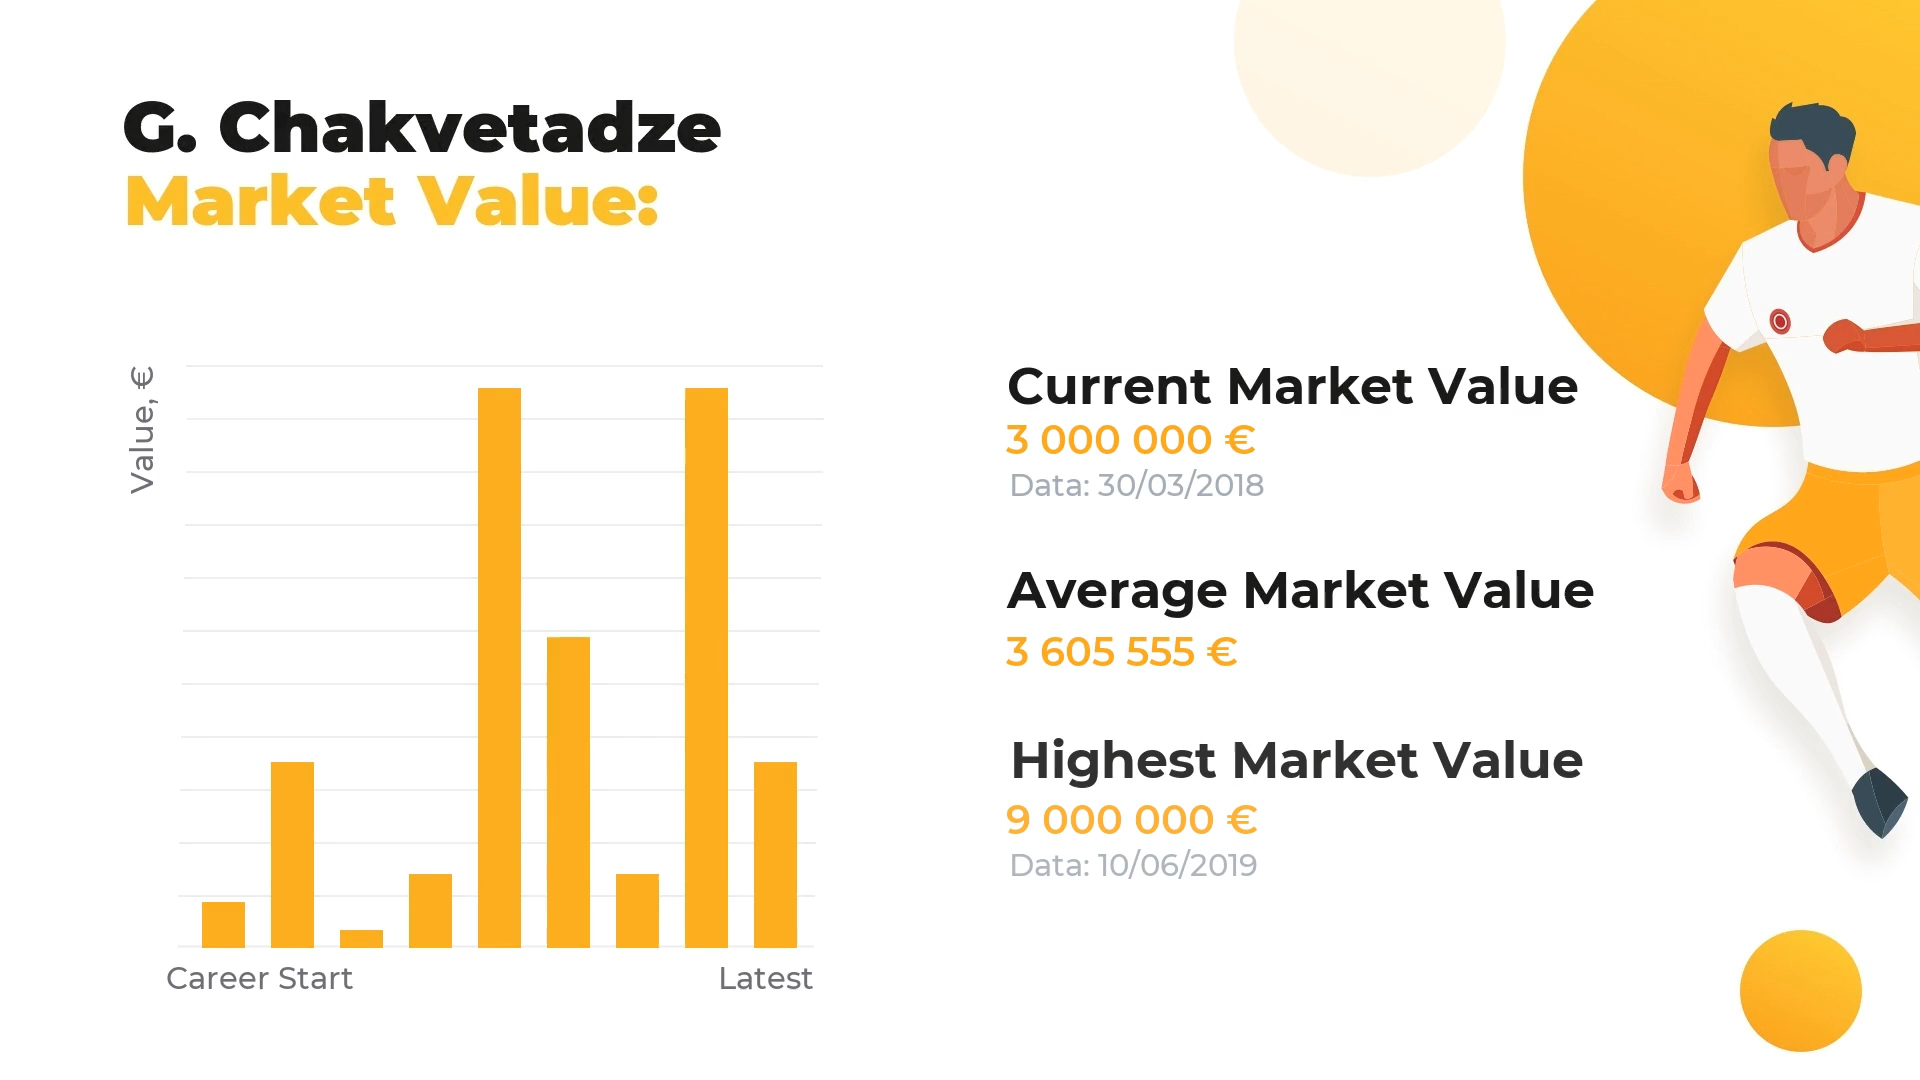 G. Chakvetadze
Market Value:
Value, €
Career Start
Latest
Current Market Value
3 000 000 €
Data: 30/03/2018
Average Market Value
3 605 555 €
Highest Market Value
9 000 000 €
Data: 10/06/2019